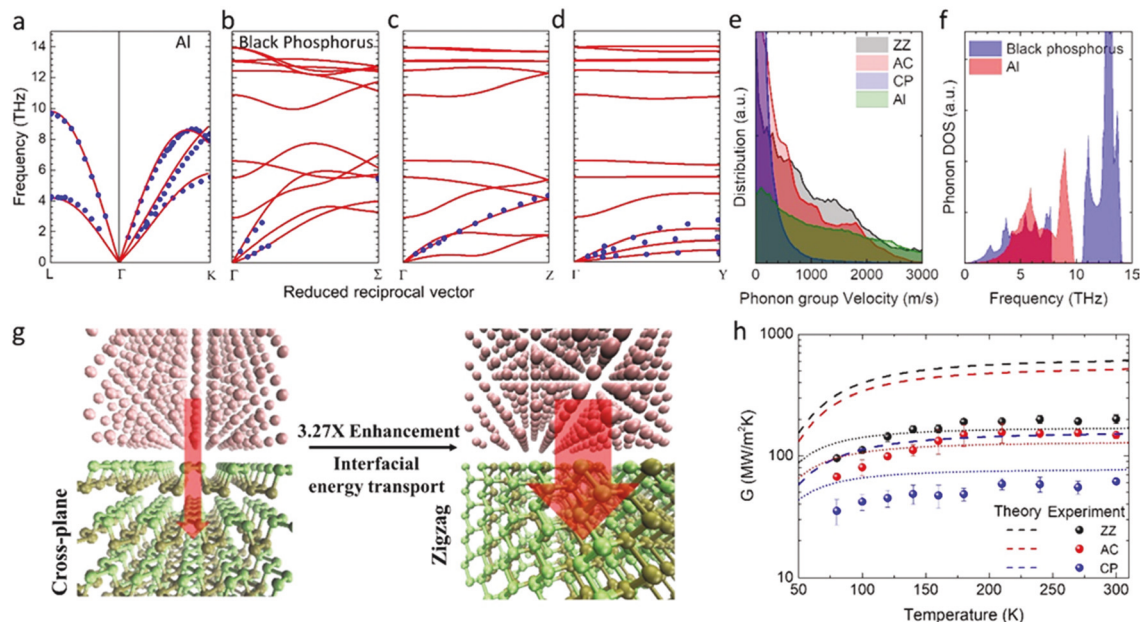 a
Al
b
Black Phosphorus
c
d
e
ZZ
AC
CP
Al
f
Black phosphorus
Al
14
12
10
8
6
4
2
0
Frequency (THz)
Distribution (a.u.)
Phonon DOS (a.u.)
L Γ K
Γ Σ
Γ Z
Γ Y
0 1000 2000 3000
0 5 10 15
Reduced reciprocal vector
Phonon group Velocity (m/s)
Frequency (THz)
g
Cross-plane
3.27X Enhancement
Interfacial
energy transport
Zigzag
h
1000
100
10
G (MW/m²K)
Theory Experiment
ZZ
AC
CP
50 100 150 200 250 300
Temperature (K)